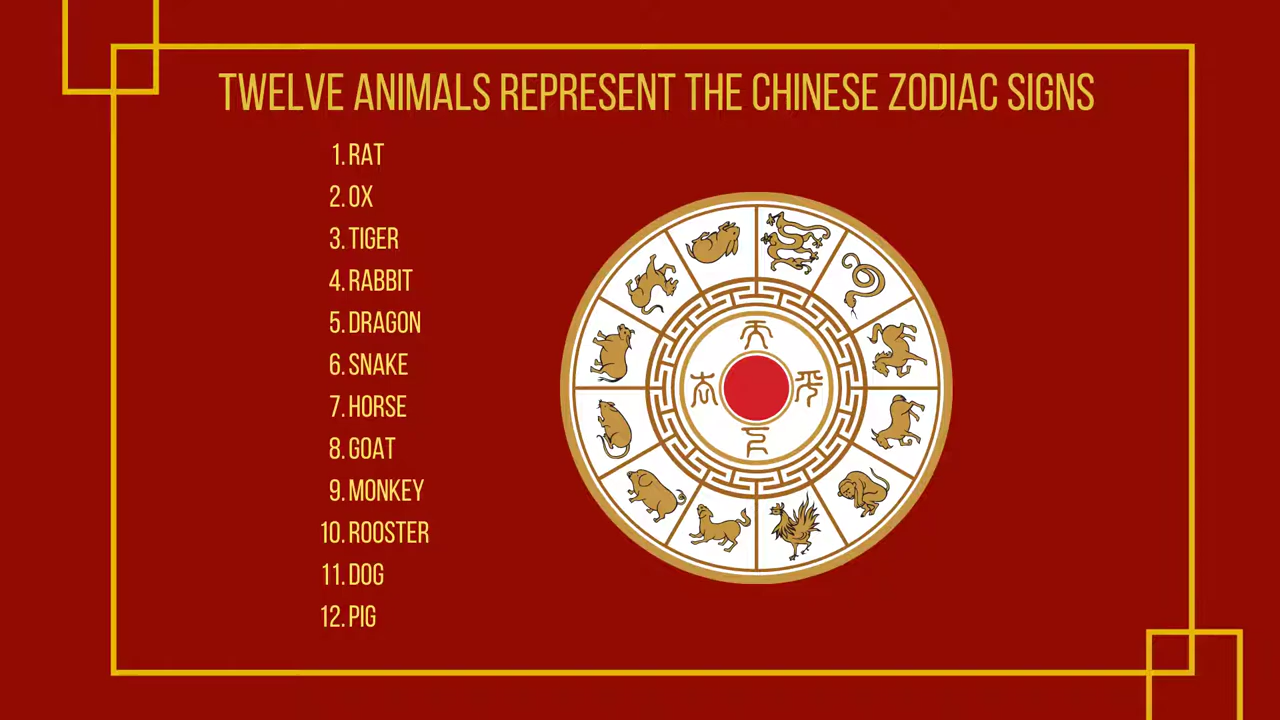 TWELVE ANIMALS REPRESENT THE CHINESE ZODIAC SIGNS
1. RAT
2. OX
3. TIGER
4. RABBIT
5. DRAGON
6. SNAKE
7. HORSE
8. GOAT
9. MONKEY
10. ROOSTER
11. DOG
12. PIG